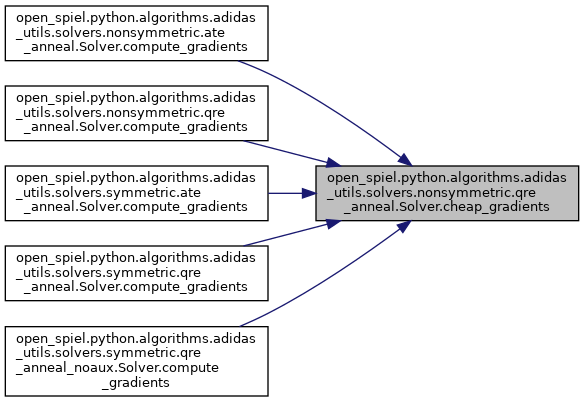 open_spiel.python.algorithms.adidas
_utils.solvers.nonsymmetric.ate
_anneal.Solver.compute_gradients
open_spiel.python.algorithms.adidas
_utils.solvers.nonsymmetric.qre
_anneal.Solver.compute_gradients
open_spiel.python.algorithms.adidas
_utils.solvers.symmetric.ate
_anneal.Solver.compute_gradients
open_spiel.python.algorithms.adidas
_utils.solvers.symmetric.qre
_anneal.Solver.compute_gradients
open_spiel.python.algorithms.adidas
_utils.solvers.symmetric.qre
_anneal_noaux.Solver.compute
_gradients
open_spiel.python.algorithms.adidas
_utils.solvers.nonsymmetric.qre
_anneal.Solver.cheap_gradients